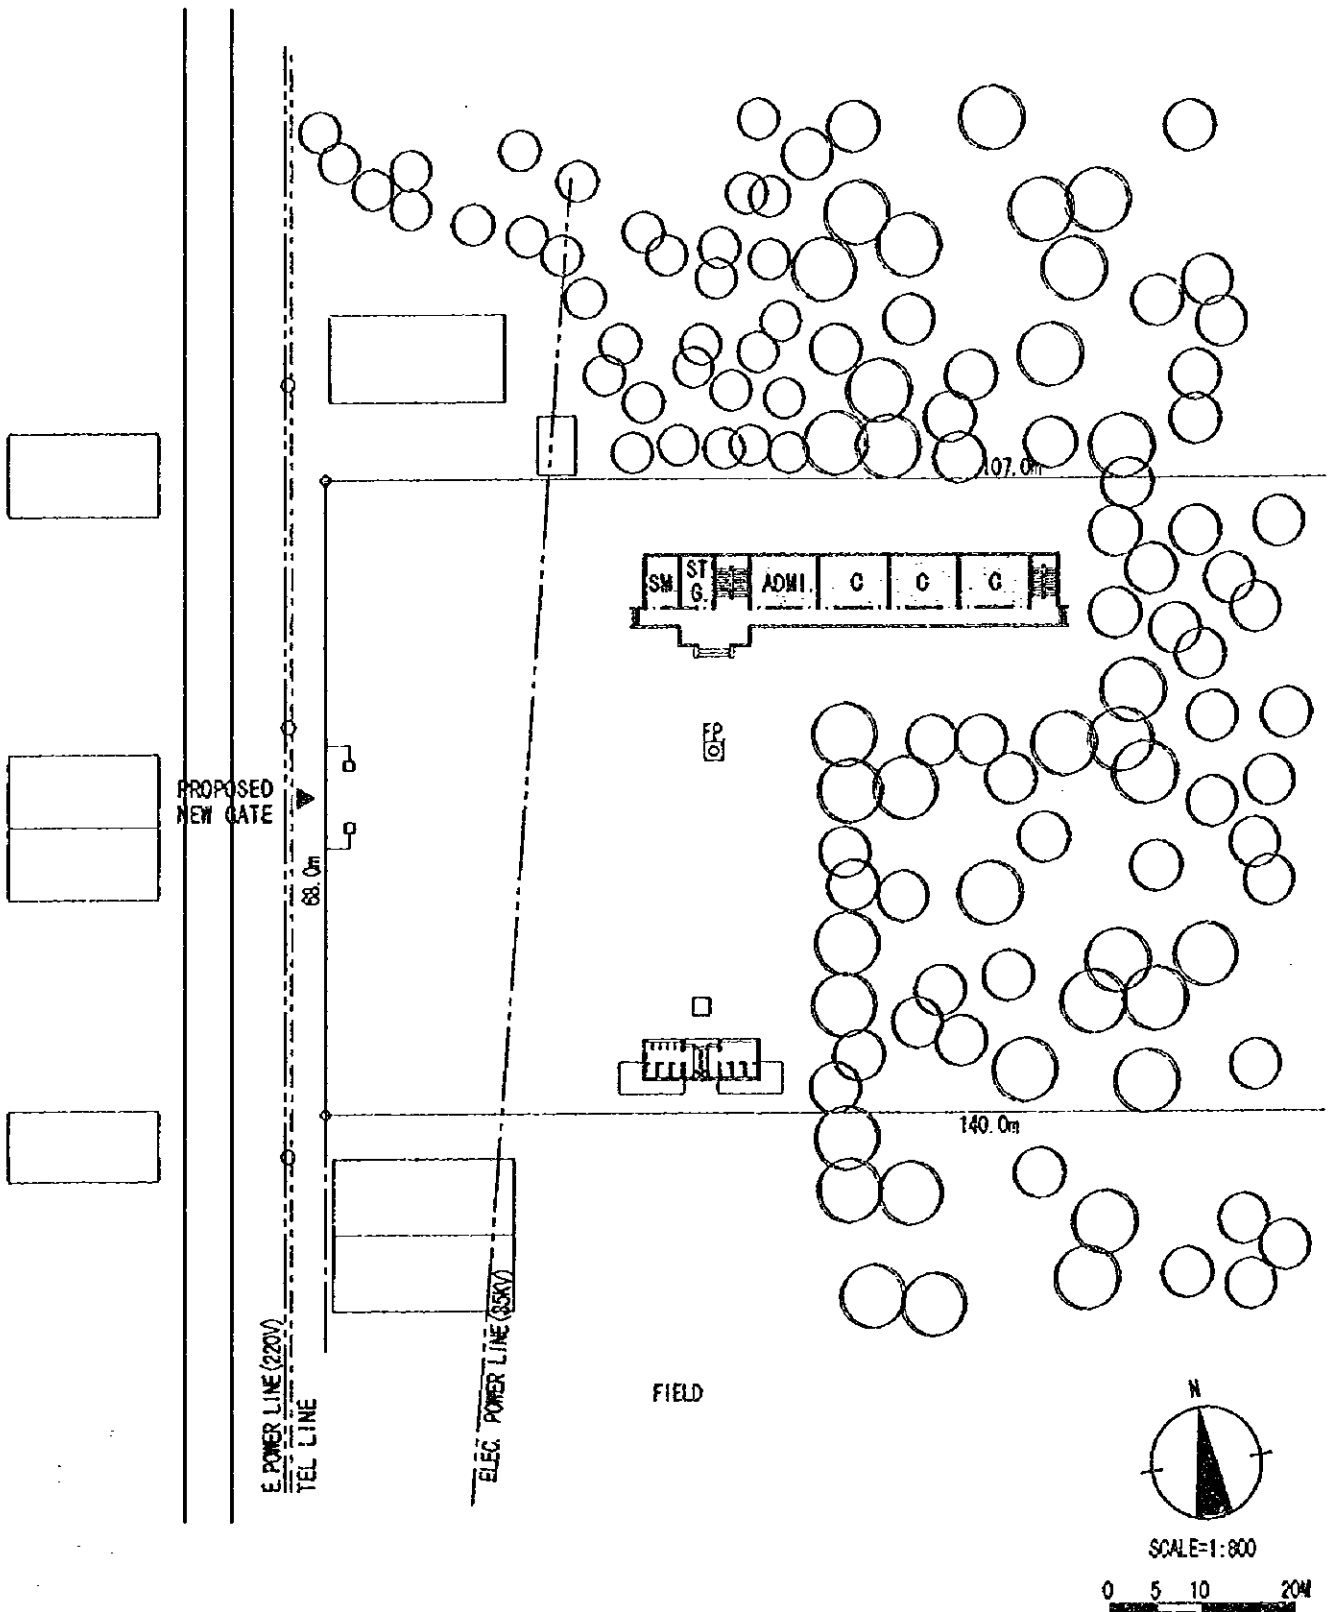 107.0m
SM.
ST
G.
ADMI.
C
C
C
FP
PROPOSED
NEW GATE
68.0m
140.0m
E.POWER LINE(220V)
TEL LINE
ELEC. POWER LINE(35KV)
FIELD
N
SCALE=1:800
0 5 10 20M